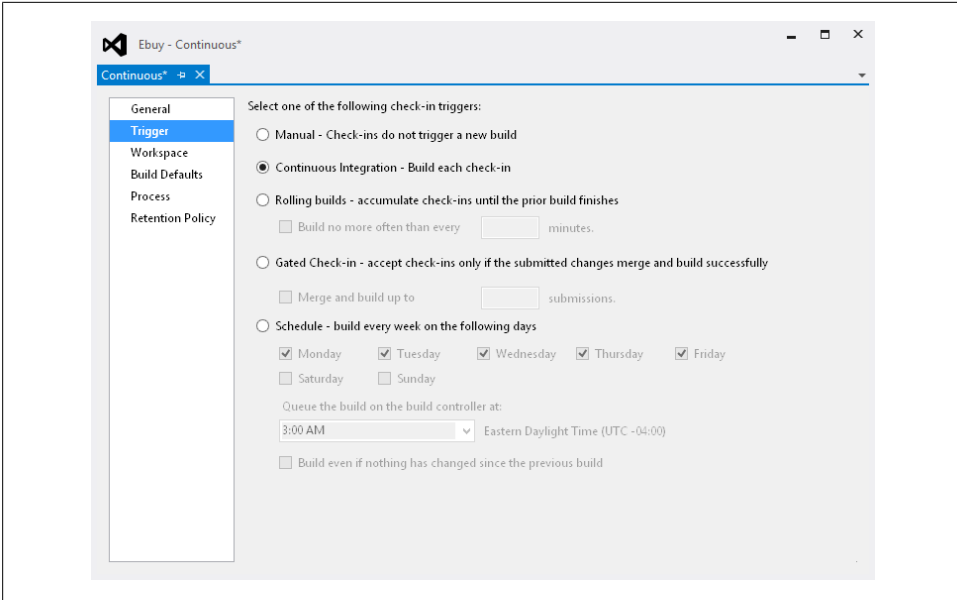 Ebuy - Continuous*
Continuous*
General
Trigger
Workspace
Build Defaults
Process
Retention Policy
Select one of the following check-in triggers:
Manual - Check-ins do not trigger a new build
Continuous Integration - Build each check-in
Rolling builds - accumulate check-ins until the prior build finishes
Build no more often than every minutes.
Gated Check-in - accept check-ins only if the submitted changes merge and build successfully
Merge and build up to submissions.
Schedule - build every week on the following days
Monday Tuesday Wednesday Thursday Friday
Saturday Sunday
Queue the build on the build controller at:
3:00 AM Eastern Daylight Time (UTC -04:00)
Build even if nothing has changed since the previous build